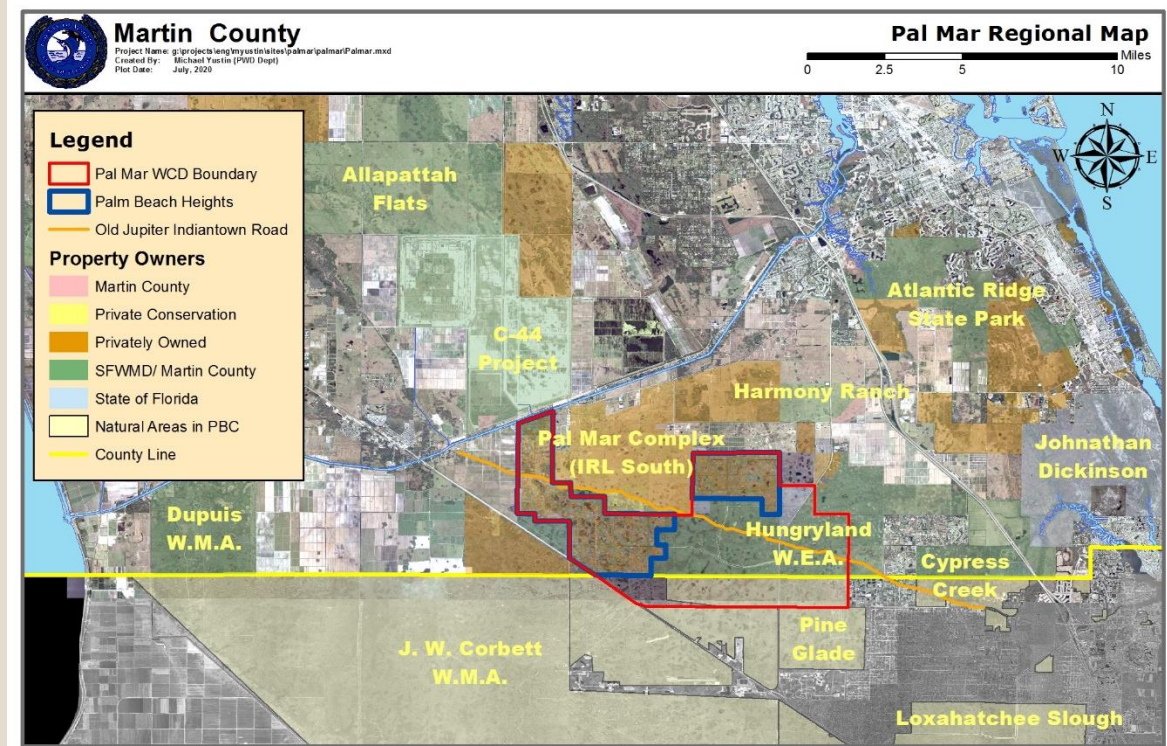 Martin County
Project Name: g:\projects\eng\myustin\sites\palmar\palmar\Palmar.mxd
Created By: Michael Yustin (PWD Dept)
Plot Date: July, 2020
Pal Mar Regional Map
Miles
0 2.5 5 10
N
W E
S
Legend
Pal Mar WCD Boundary
Palm Beach Heights
Old Jupiter Indiantown Road
Property Owners
Martin County
Private Conservation
Privately Owned
SFWMD/ Martin County
State of Florida
Natural Areas in PBC
County Line
Allapattah
Flats
C-44
Project
Atlantic Ridge
State Park
Harmony Ranch
Pal Mar Complex
(IRL South)
Johnathan
Dickinson
Dupuis
W.M.A.
Hungryland
W.E.A.
Cypress
Creek
Pine
Glade
J. W. Corbett
W.M.A.
Loxahatchee Slough